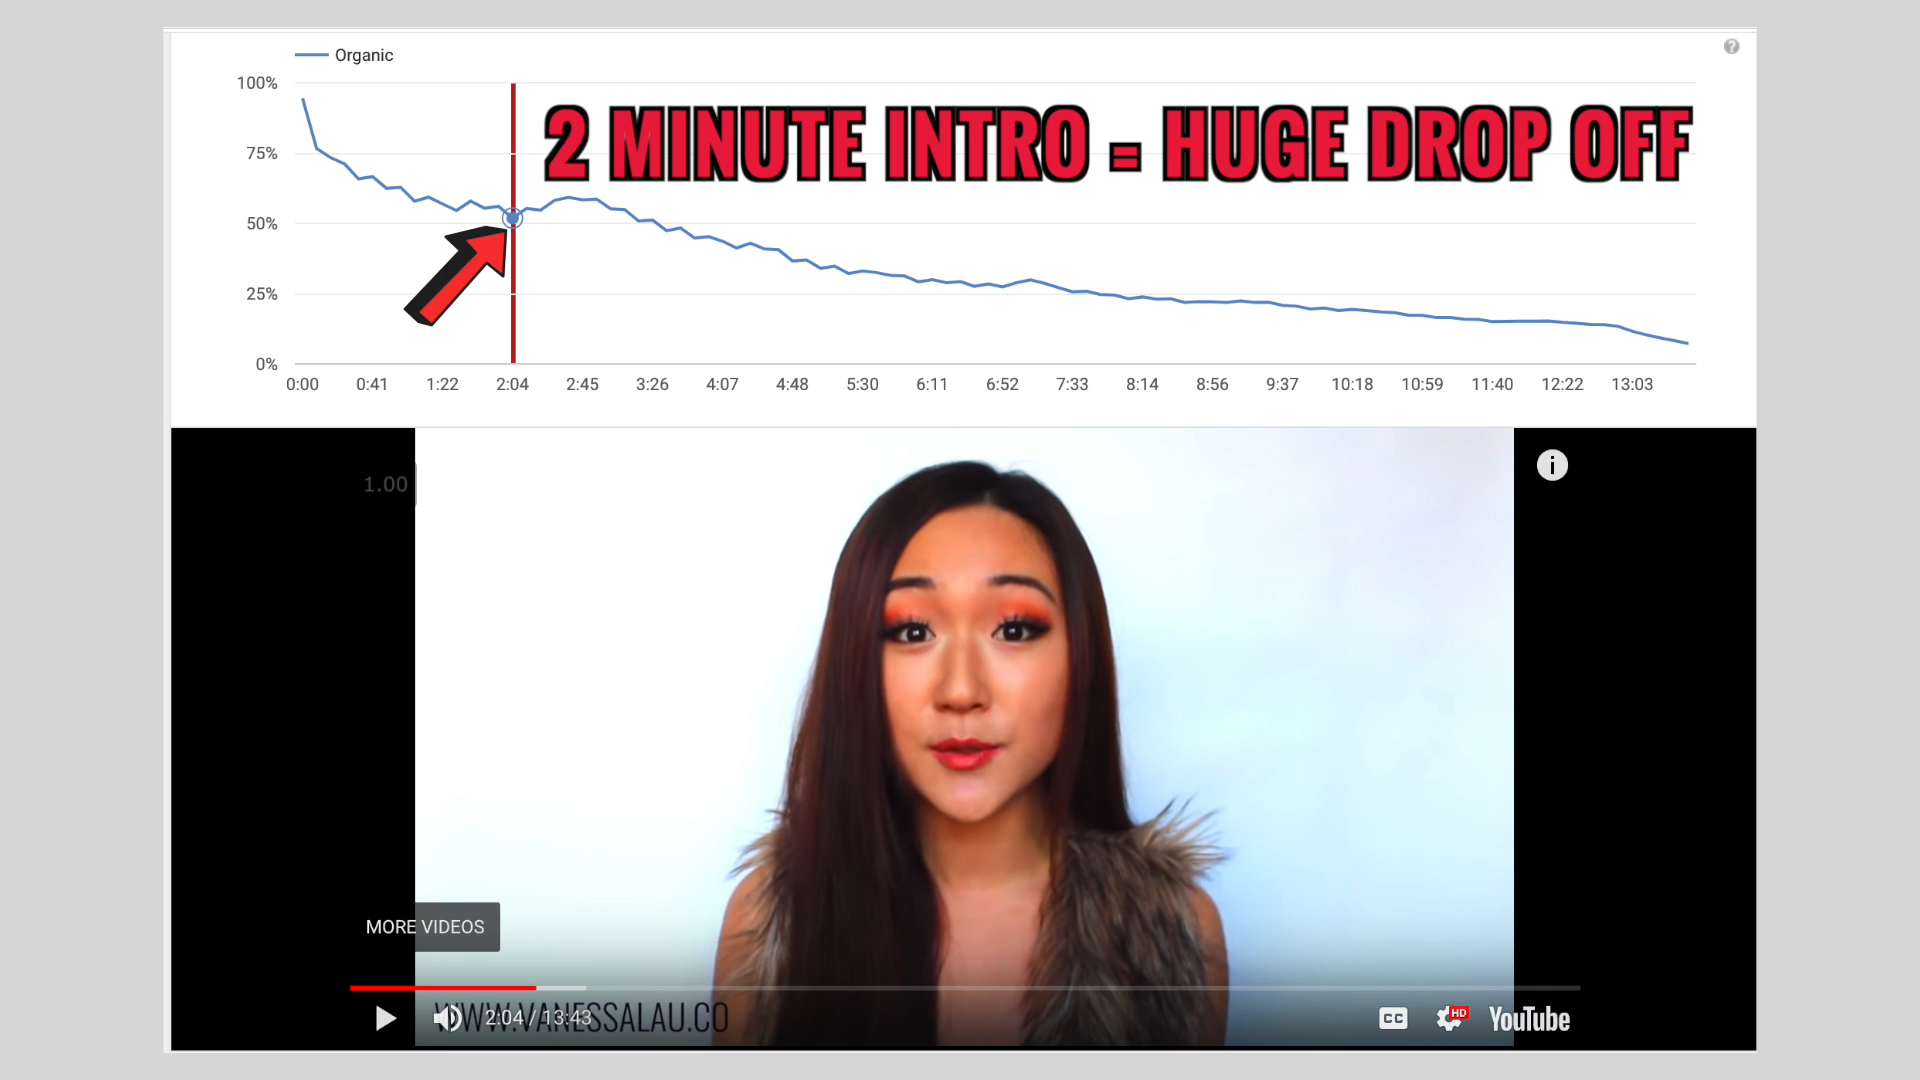 Organic
?
100%
2 MINUTE INTRO = HUGE DROP OFF
75%
50%
25%
0%
0:00 0:41 1:22 2:04 2:45 3:26 4:07 4:48 5:30 6:11 6:52 7:33 8:14 8:56 9:37 10:18 10:59 11:40 12:22 13:03
i
1.00
MORE VIDEOS
WWW.VANESSALAU.CO
2:04 / 13:43
CC
HD
YouTube